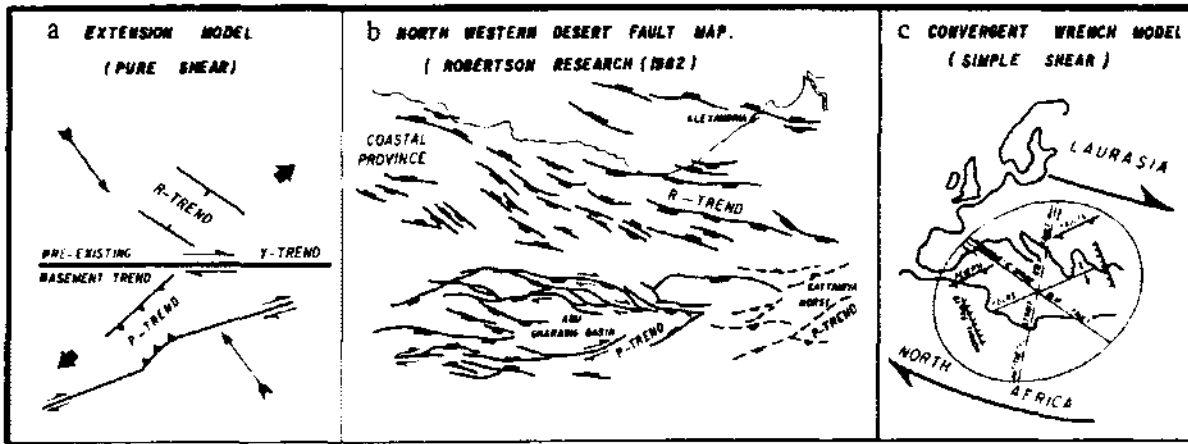 a EXTENSION MODEL
(PURE SHEAR)
R-TREND
PRE-EXISTING Y-TREND
BASEMENT TREND
P-TREND
b NORTH WESTERN DESERT FAULT MAP.
(ROBERTSON RESEARCH (1982)
ALEXANDRIA
COASTAL
PROVINCE
R-TREND
QATTANIYA
HORST
ABU
GHARADIG BASIN
P-TREND
P-TREND
c CONVERGENT WRENCH MODEL
(SIMPLE SHEAR)
LAURASIA
NORTH
AFRICA